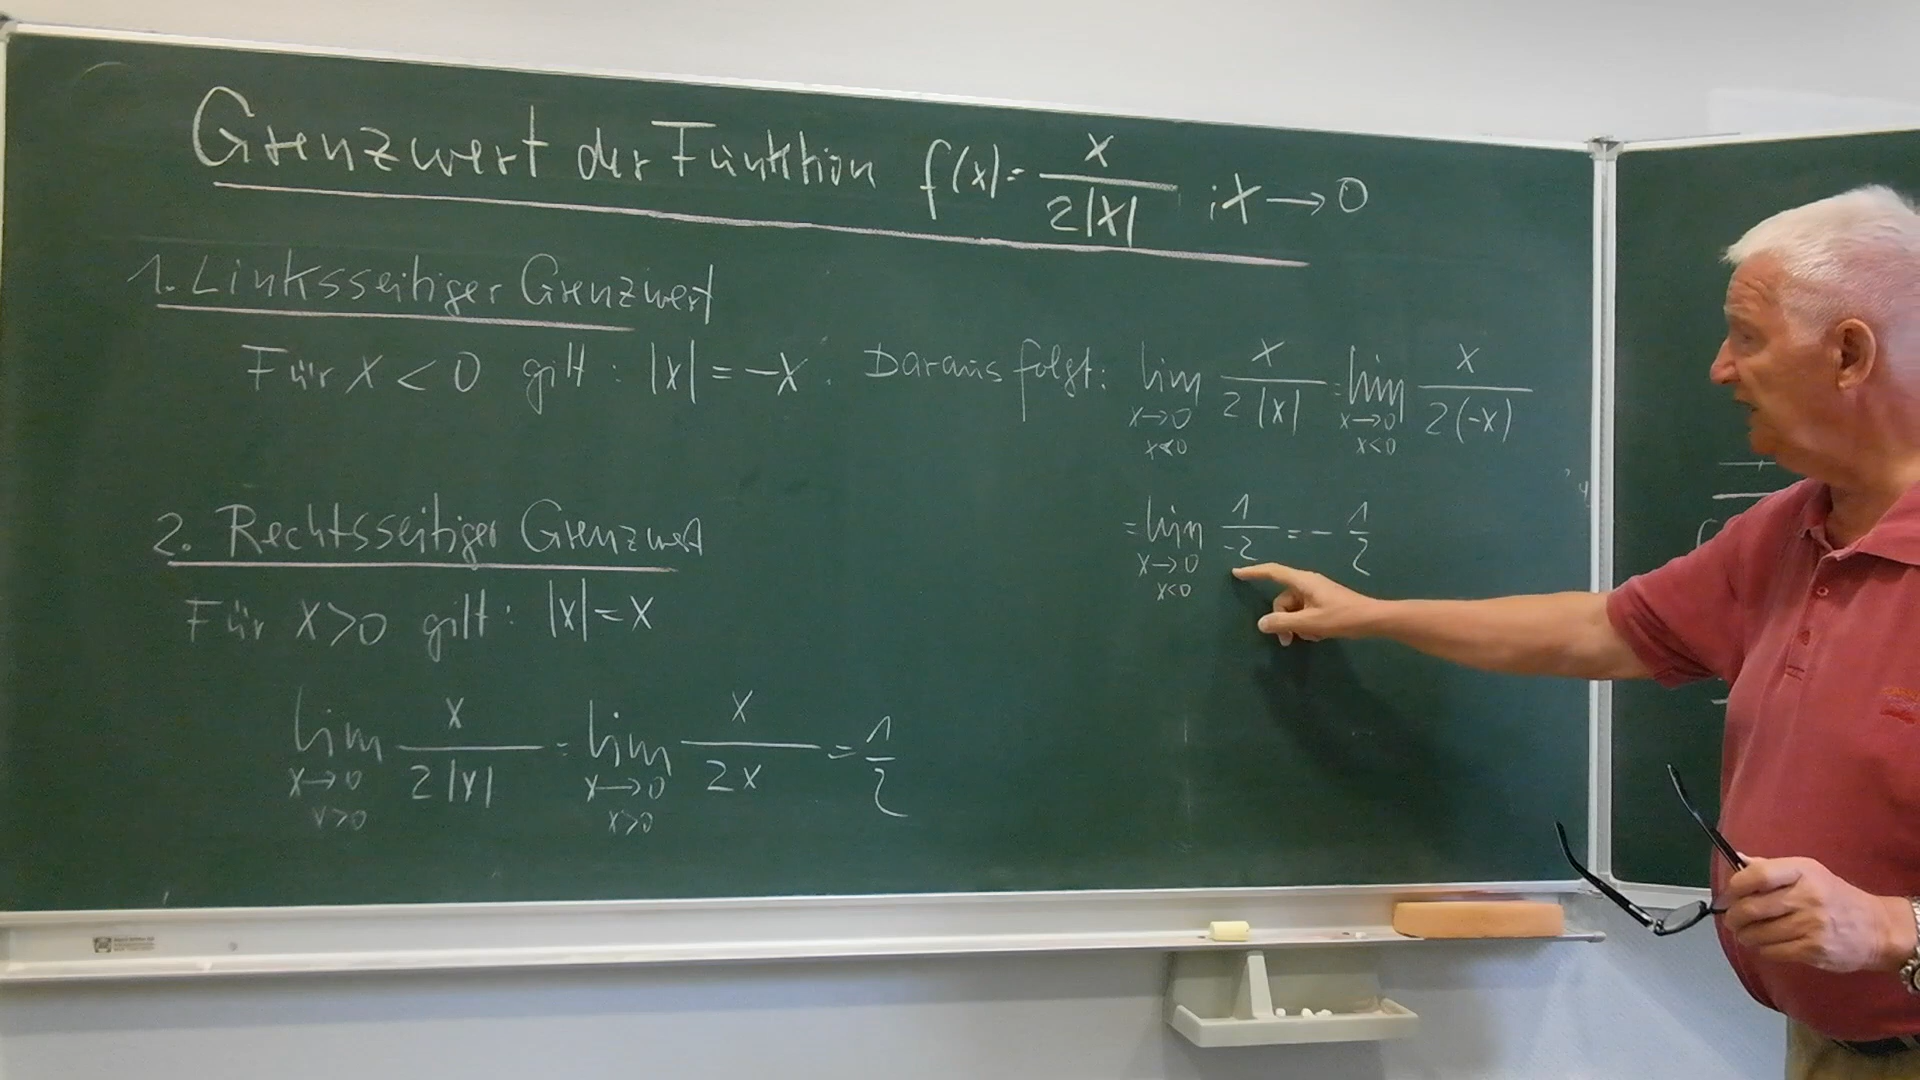 Grenzwert der Funktion f(x)= x/(2|x|) ; x→0
1. Linksseitiger Grenzwert
Für x < 0 gilt : |x| = -x . Daraus folgt: lim x→0 x<0 x/(2|x|) = lim x→0 x<0 x/(2(-x))
= lim x→0 x<0 1/-2 = - 1/2
2. Rechtsseitiger Grenzwert
Für x>0 gilt : |x| = x
lim x→0 x>0 x/(2|x|) = lim x→0 x>0 x/(2x) = 1/2